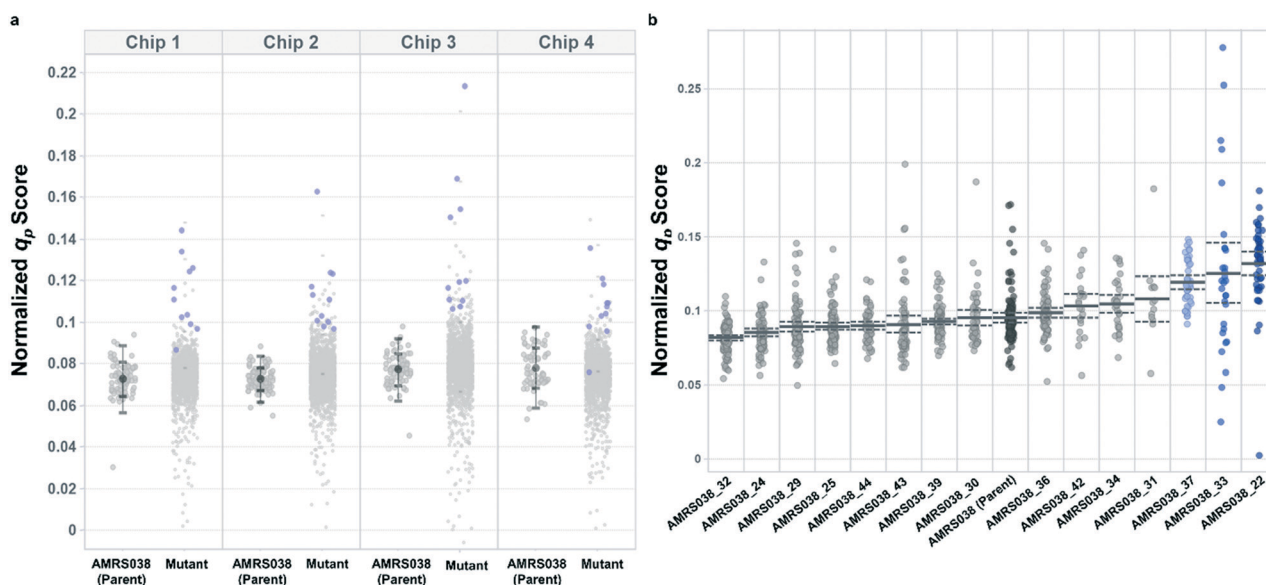 a
Chip 1 Chip 2 Chip 3 Chip 4
Normalized qp Score
0.22
0.2
0.18
0.16
0.14
0.12
0.1
0.08
0.06
0.04
0.02
0
AMRS038 (Parent)
Mutant
AMRS038 (Parent)
Mutant
AMRS038 (Parent)
Mutant
AMRS038 (Parent)
Mutant
b
Normalized qp Score
0.25
0.2
0.15
0.1
0.05
0
AMRS038_32
AMRS038_24
AMRS038_29
AMRS038_25
AMRS038_44
AMRS038_43
AMRS038_39
AMRS038_30
AMRS038 (Parent)
AMRS038_36
AMRS038_42
AMRS038_34
AMRS038_31
AMRS038_37
AMRS038_33
AMRS038_22